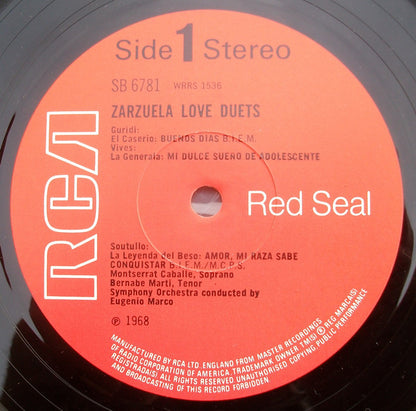 Side 1 Stereo
SB 6781 WRRS 1536
ZARZUELA LOVE DUETS
Guridi:
El Caserio: BUENOS DIAS B.I.E.M.
Vives:
La Generala: MI DULCE SUEÑO DE ADOLESCENTE
RCA
Red Seal
Soutullo:
La Leyenda del Beso: AMOR, MI RAZA SABE
CONQUISTAR B.I.E.M./M.C.P.S.
Montserrat Caballe, Soprano
Bernabe Marti, Tenor
Symphony Orchestra conducted by
Eugenio Marco
℗ 1968
MANUFACTURED BY RCA LTD. ENGLAND FROM MASTER RECORDINGS
OF RADIO CORPORATION OF AMERICA TRADEMARK OWNER TM(S) ® REG MARCA(S)
REGISTRADA(S) ALL RIGHTS RESERVED UNAUTHORISED COPYING PUBLIC PERFORMANCE
AND BROADCASTING OF THIS RECORD FORBIDDEN